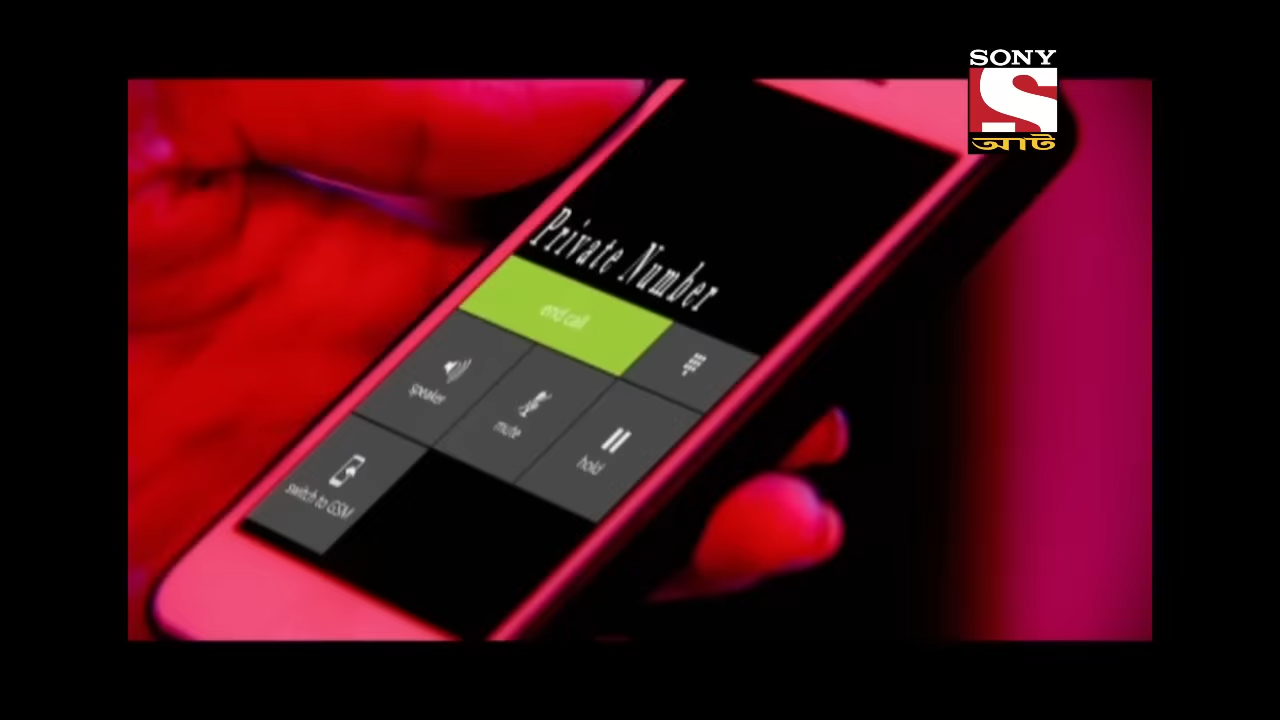 SONY
S
আট
Private Number
end call
speaker
mute
hold
switch to GSM